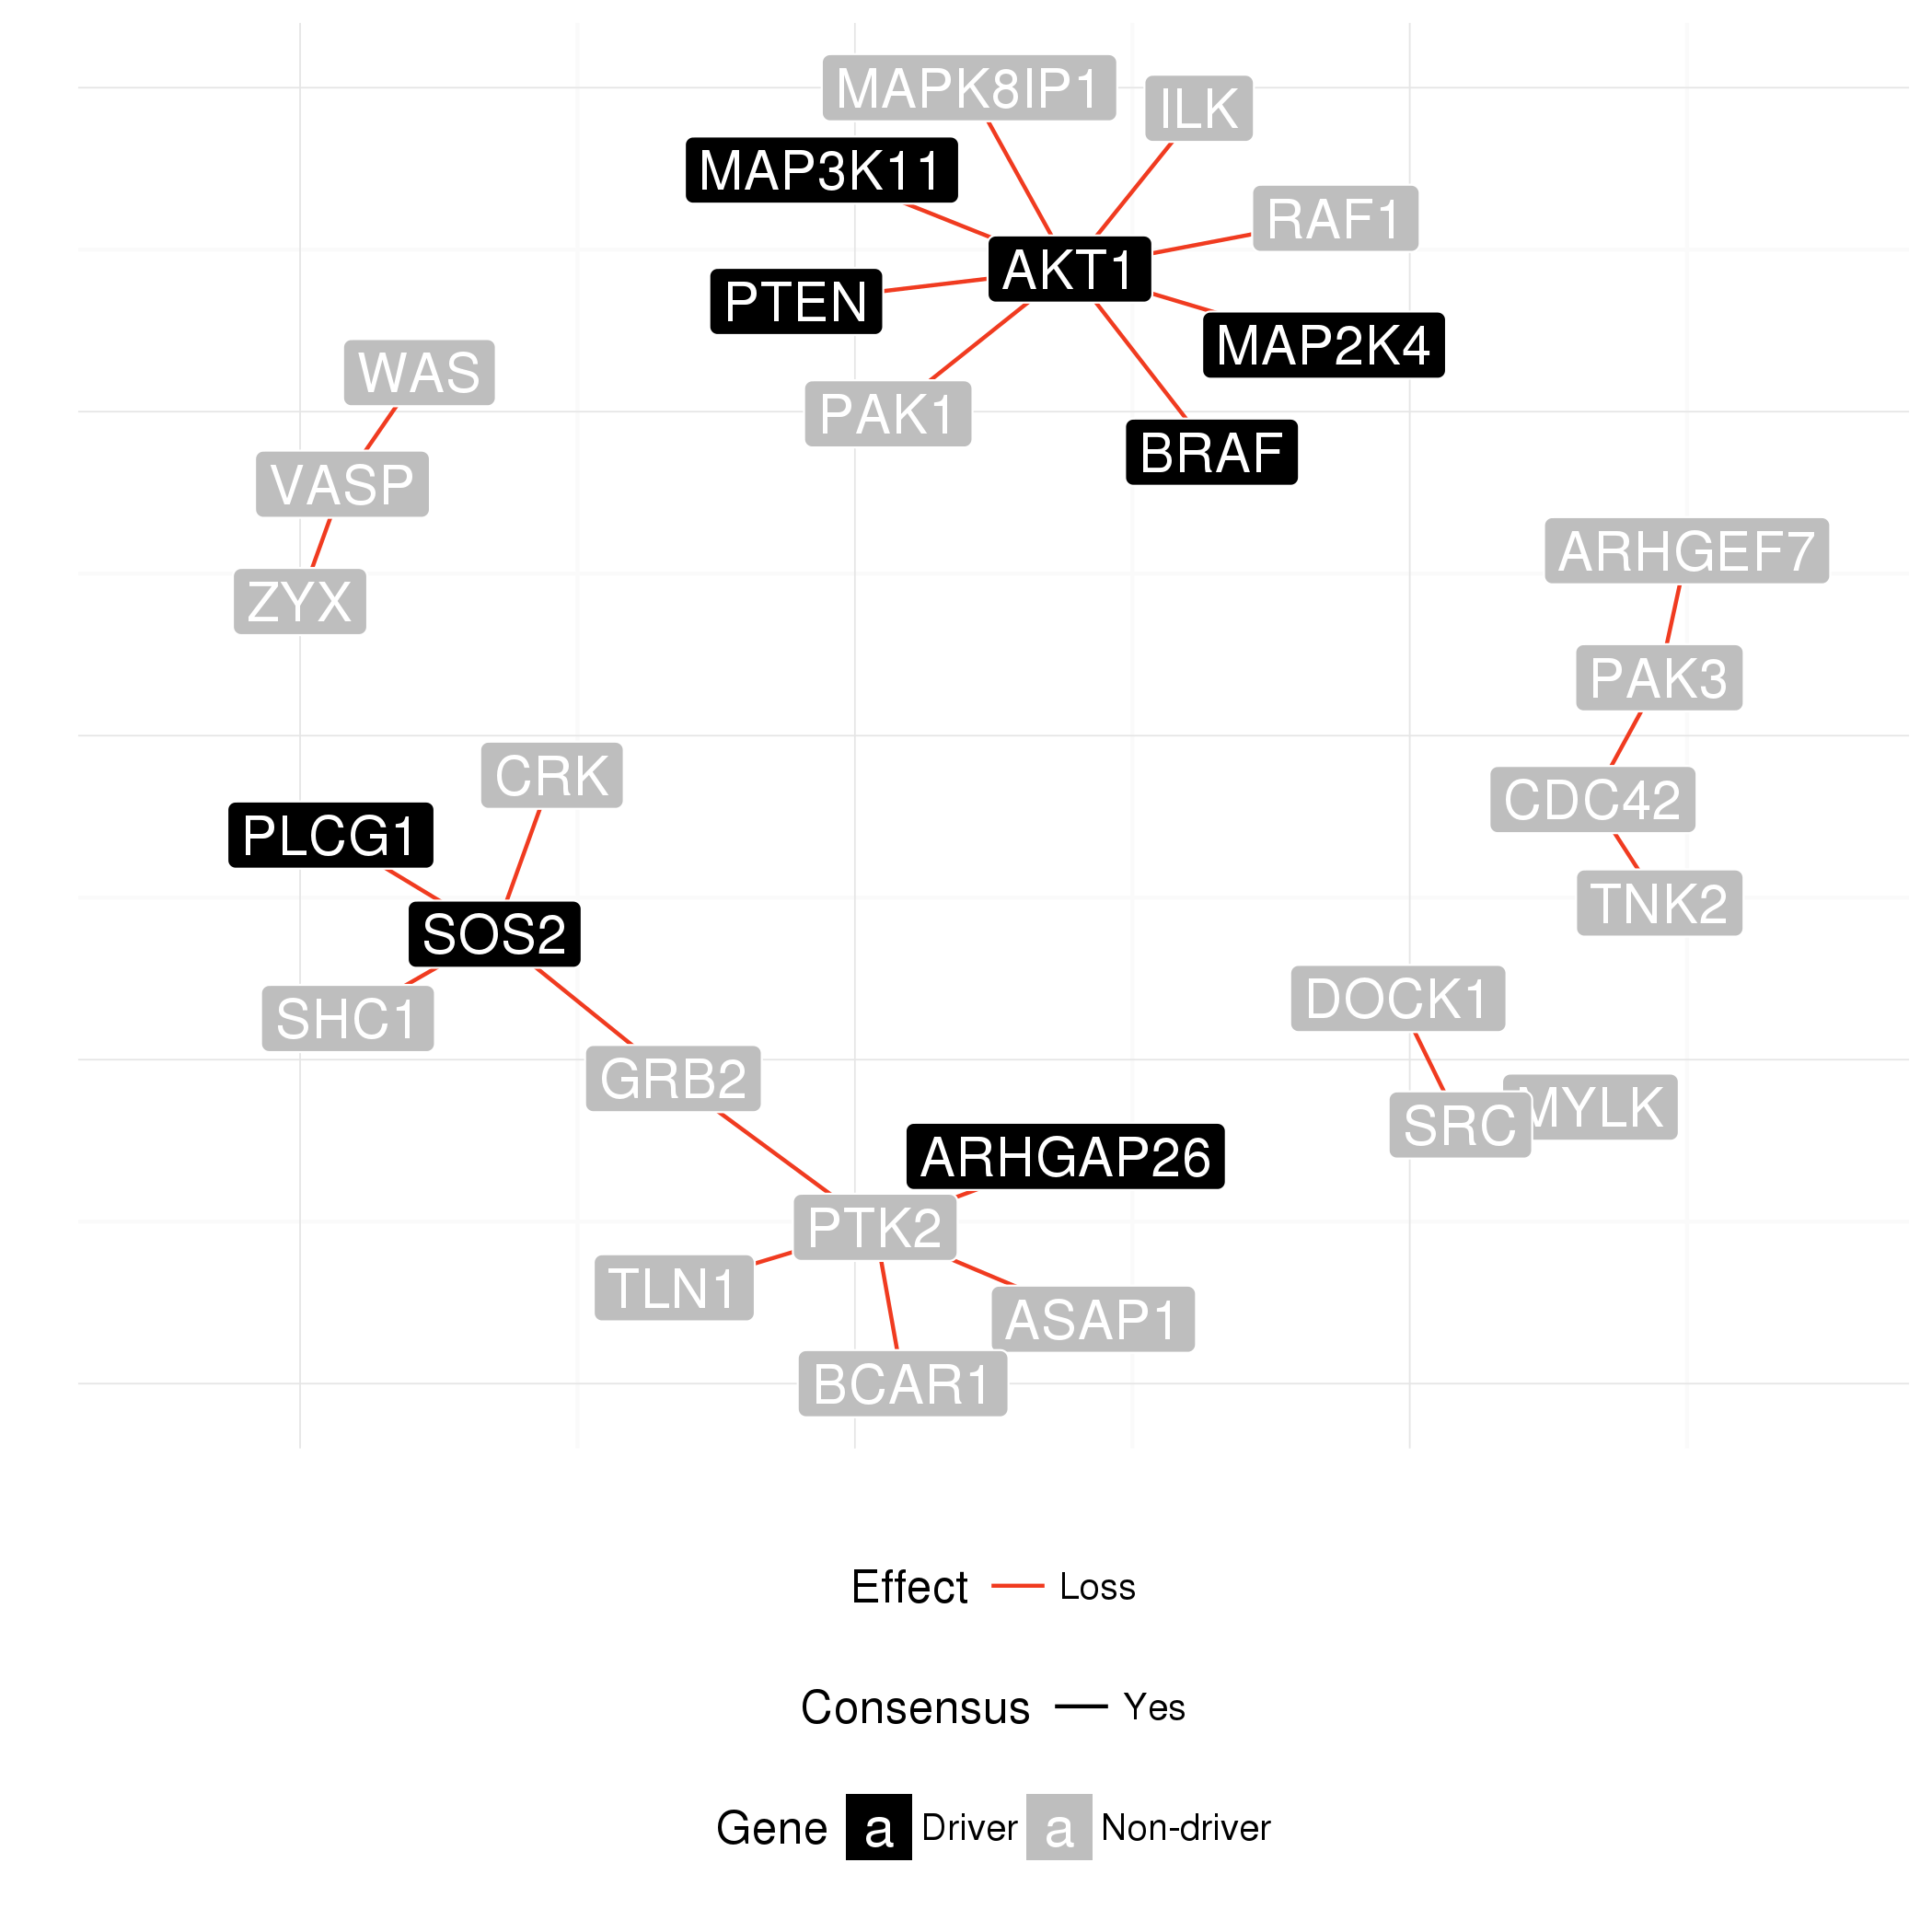 MAPK8IP1
ILK
MAP3K11
RAF1
AKT1
PTEN
MAP2K4
WAS
PAK1
BRAF
VASP
ARHGEF7
ZYX
PAK3
CRK
CDC42
PLCG1
TNK2
SOS2
DOCK1
SHC1
GRB2
MYLK
SRC
ARHGAP26
PTK2
TLN1
ASAP1
BCAR1
Effect Loss
Consensus Yes
Gene a Driver a Non-driver